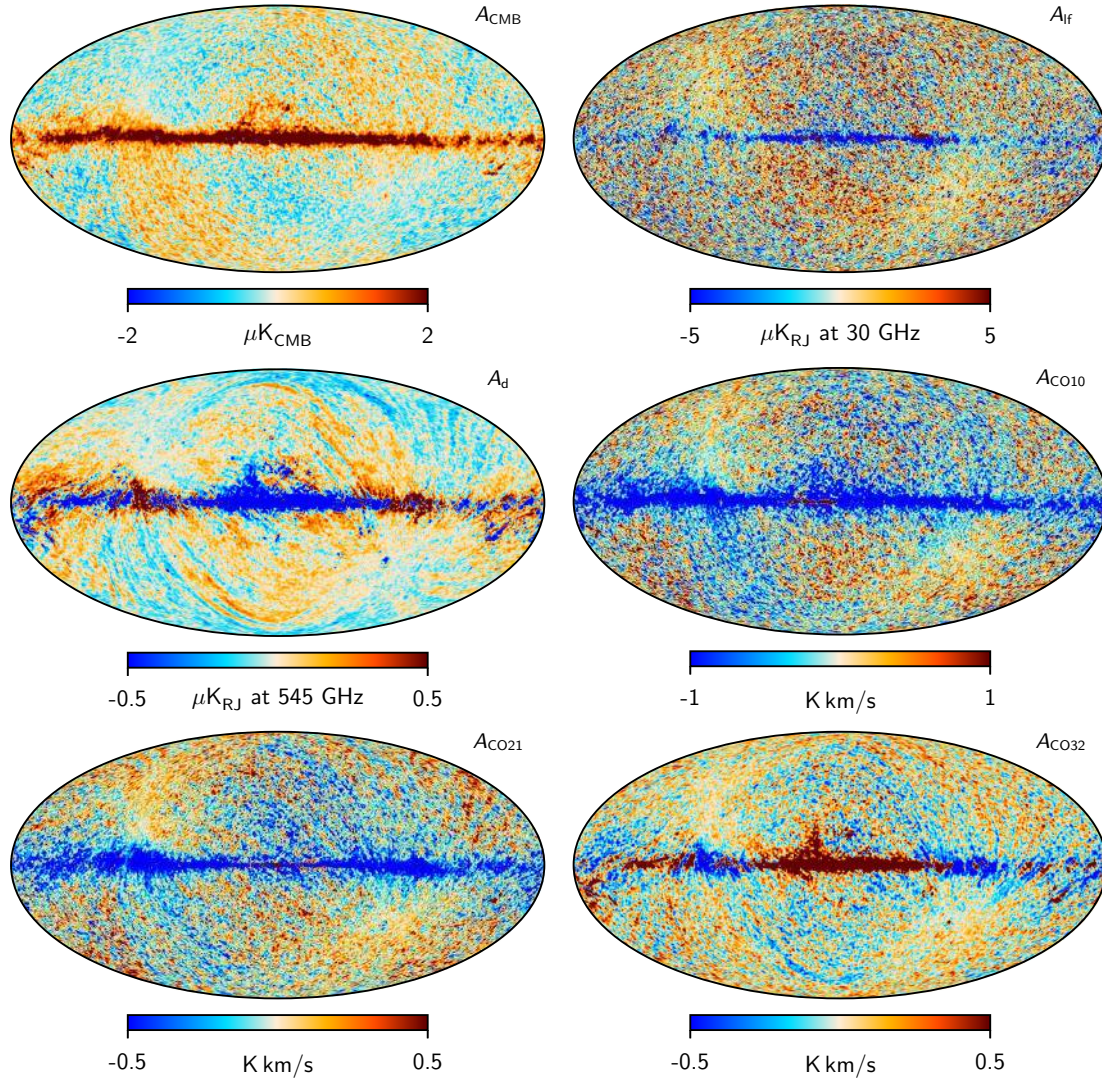 A_CMB
-2 μK_CMB 2
A_lf
-5 μK_RJ at 30 GHz 5
A_d
-0.5 μK_RJ at 545 GHz 0.5
A_CO10
-1 K km/s 1
A_CO21
-0.5 K km/s 0.5
A_CO32
-0.5 K km/s 0.5